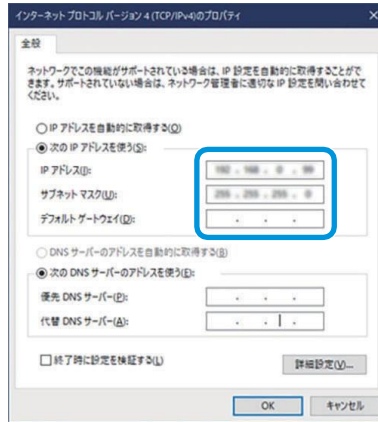 インターネット プロトコル バージョン 4 (TCP/IPv4)のプロパティ
全般
ネットワークでこの機能がサポートされている場合は、IP 設定を自動的に取得することがで
きます。サポートされていない場合は、ネットワーク管理者に適切な IP 設定を問い合わせて
ください。
IP アドレスを自動的に取得する(O)
次の IP アドレスを使う(S):
IP アドレス(I):
サブネット マスク(U):
255 . 255 . 255 . 0
デフォルト ゲートウェイ(D):
DNS サーバーのアドレスを自動的に取得する(B)
次の DNS サーバーのアドレスを使う(E):
優先 DNS サーバー(P):
代替 DNS サーバー(A):
終了時に設定を検証する(L)
詳細設定(V)...
OK
キャンセル